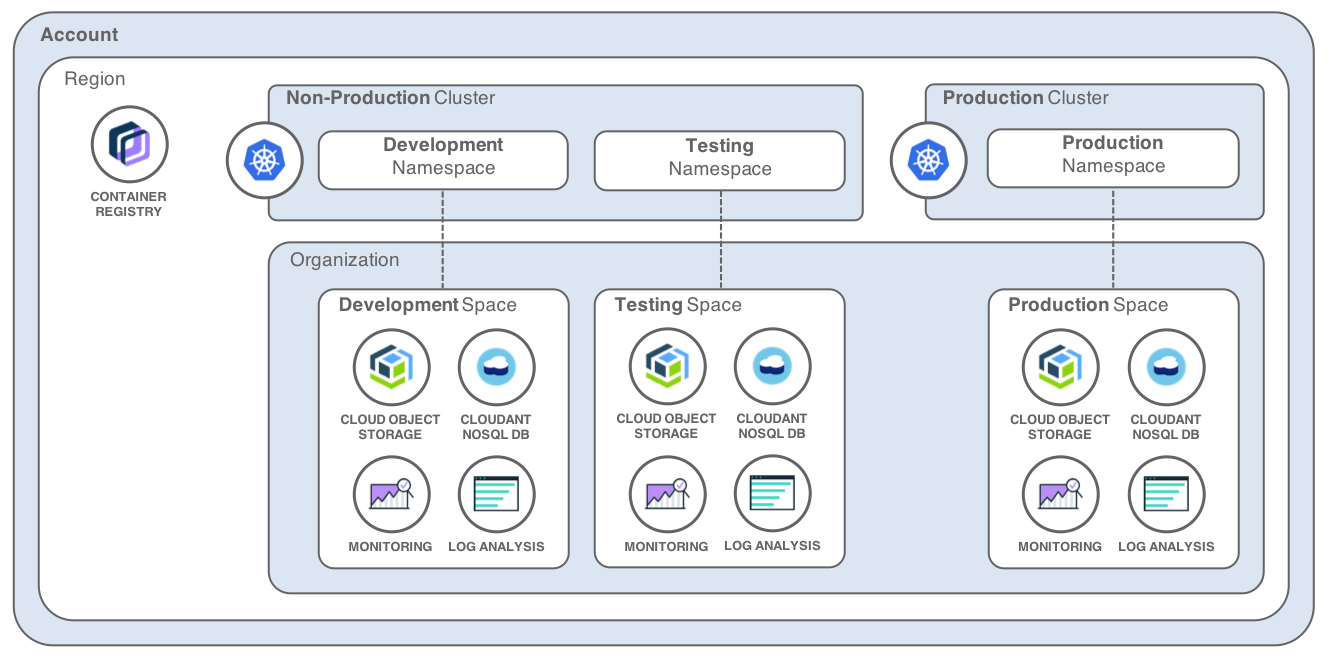 Account
Region
CONTAINER
REGISTRY
Non-Production Cluster
Development
Namespace
Testing
Namespace
Production Cluster
Production
Namespace
Organization
Development Space
CLOUD OBJECT
STORAGE
CLOUDANT
NOSQL DB
MONITORING
LOG ANALYSIS
Testing Space
CLOUD OBJECT
STORAGE
CLOUDANT
NOSQL DB
MONITORING
LOG ANALYSIS
Production Space
CLOUD OBJECT
STORAGE
CLOUDANT
NOSQL DB
MONITORING
LOG ANALYSIS